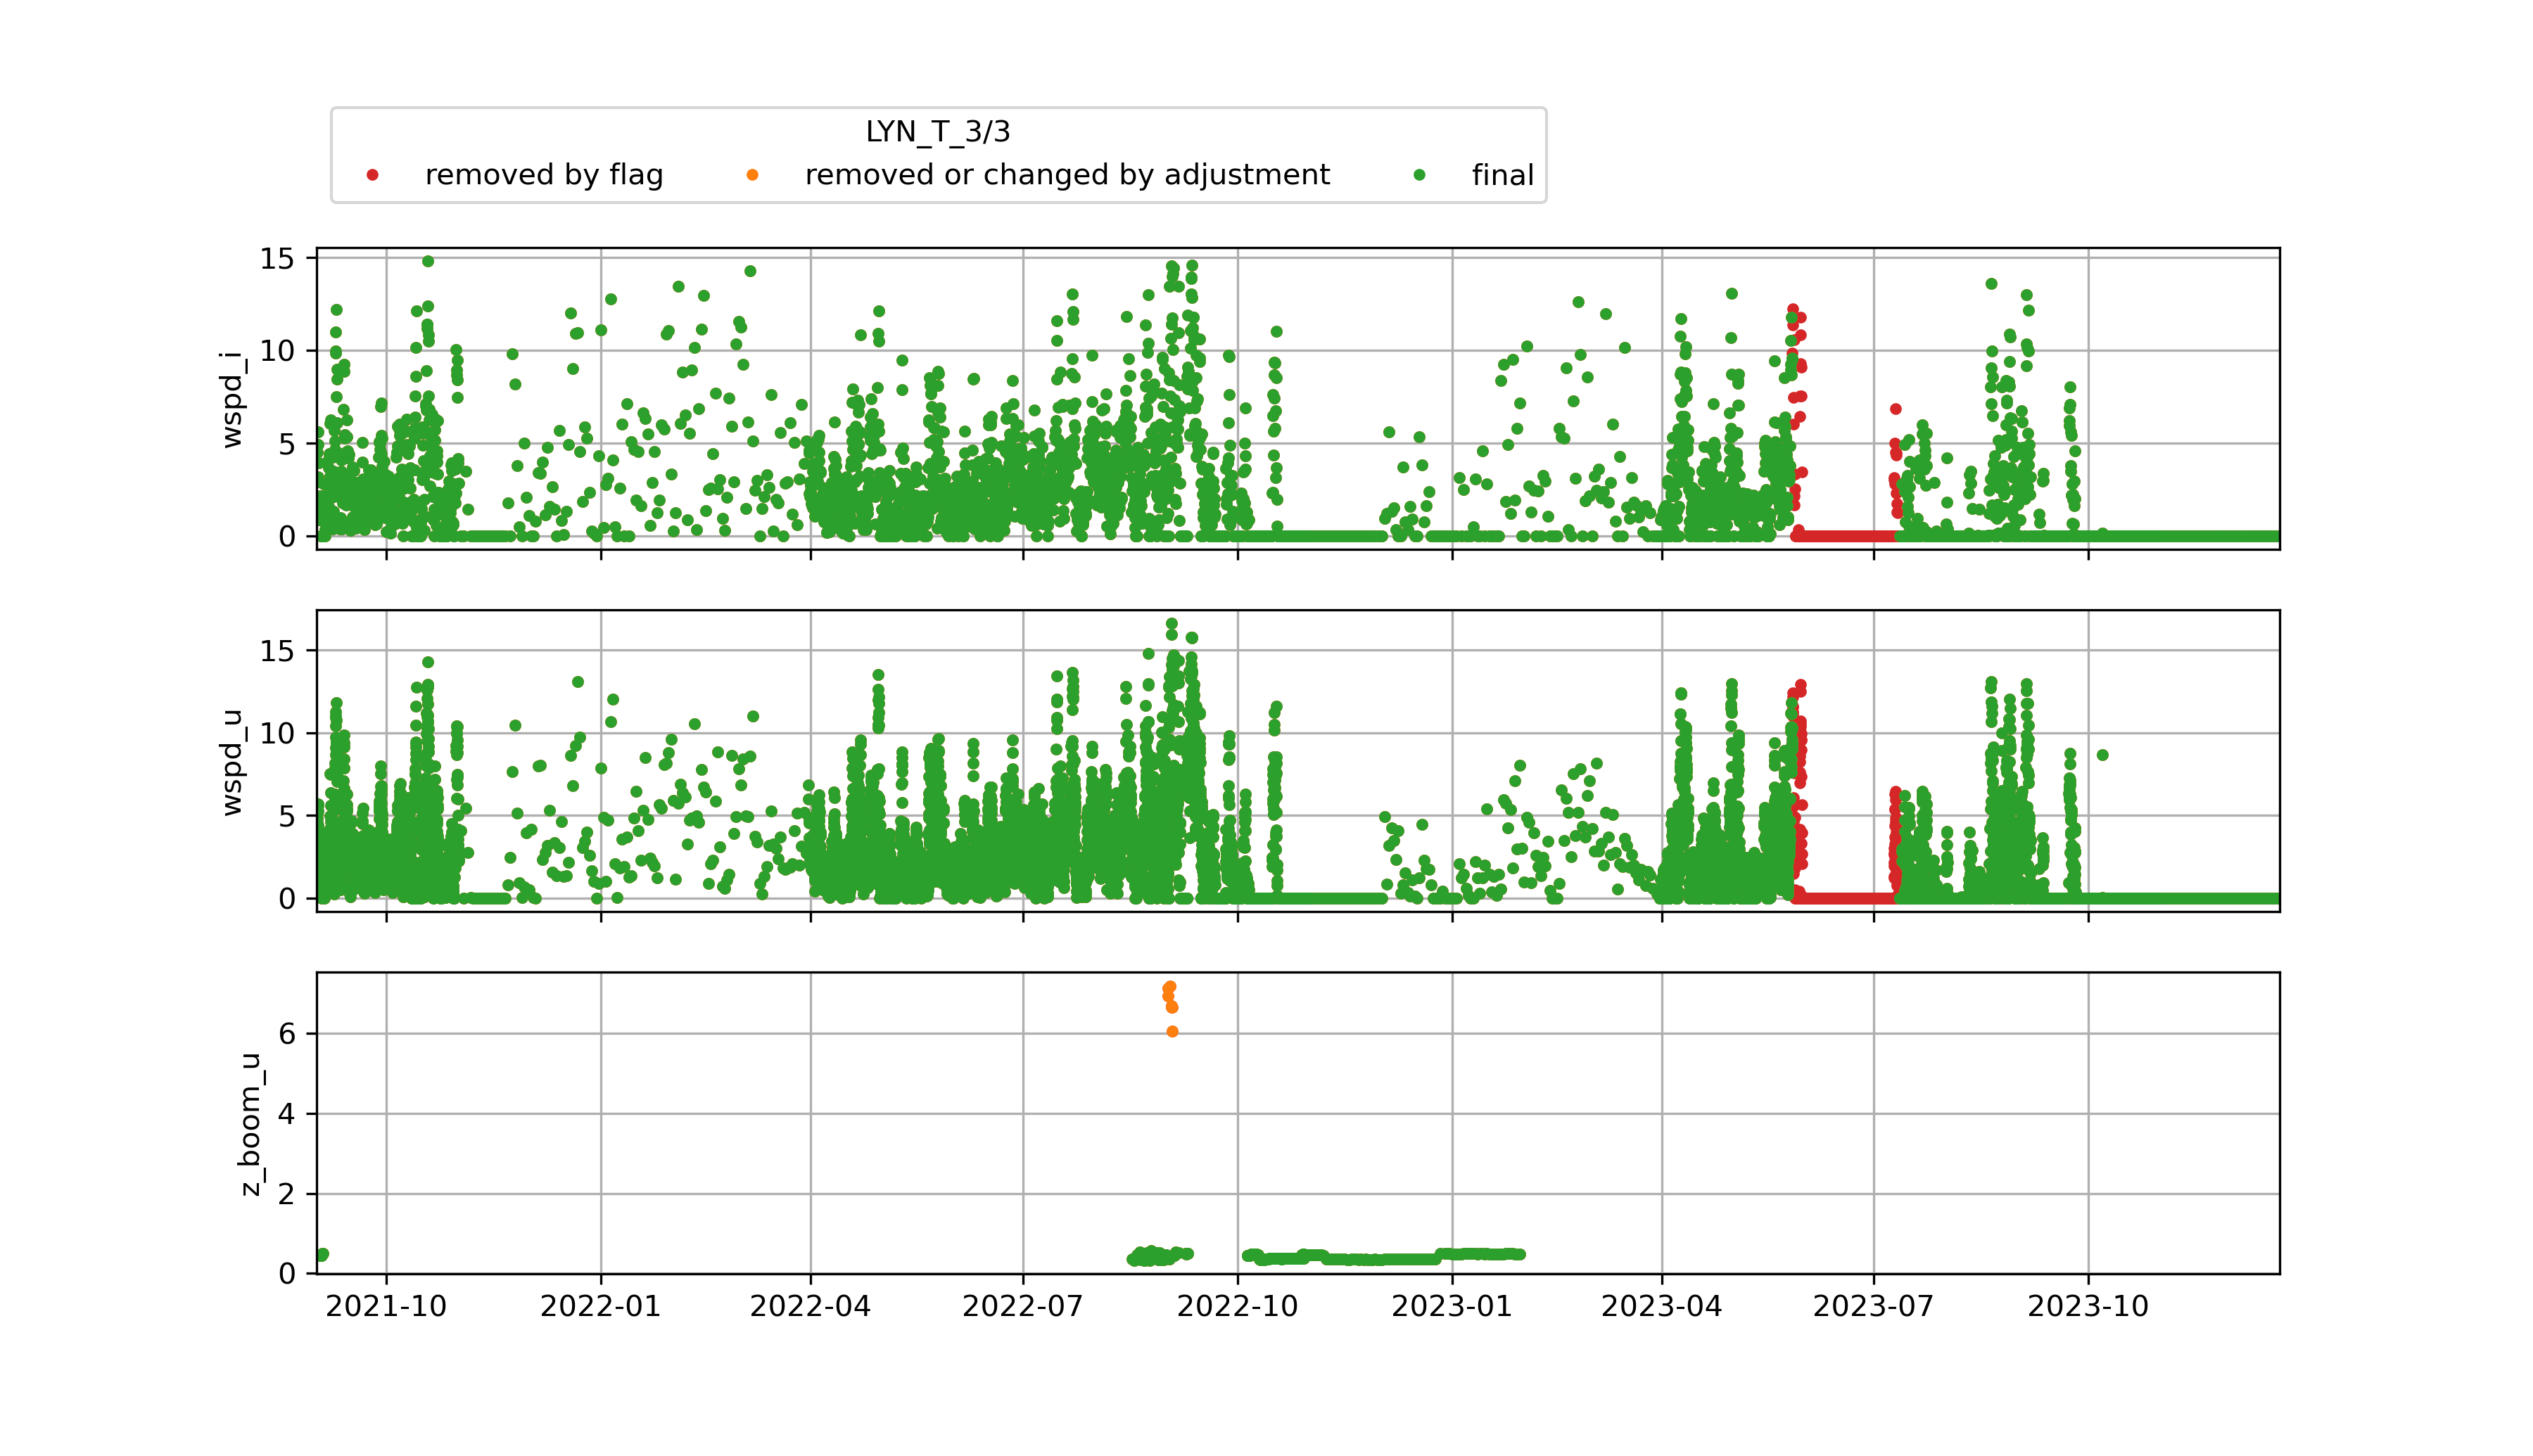 LYN_T_3/3
removed by flag removed or changed by adjustment final
15
10
5
0
wspd_i
15
10
5
0
wspd_u
6
4
2
0
z_boom_u
2021-10 2022-01 2022-04 2022-07 2022-10 2023-01 2023-04 2023-07 2023-10